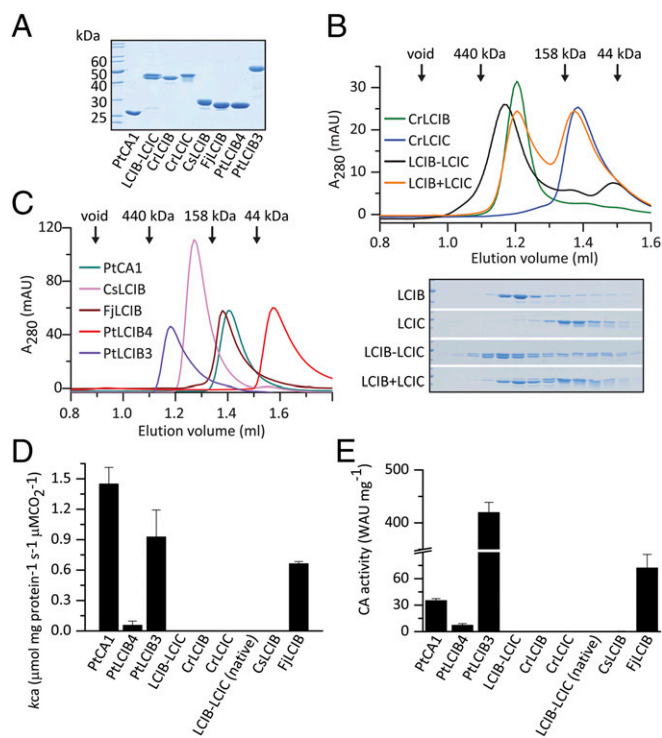 A
kDa
60
50
40
30
25
PtCA1
LCIB-LCIC
CrLCIB
CrLCIC
CsLCIB
FjLCIB
PtLCIB4
PtLCIB3
B
void 440 kDa 158 kDa 44 kDa
A280 (mAU)
30
20
10
0
CrLCIB
CrLCIC
LCIB-LCIC
LCIB+LCIC
0.8 1.0 1.2 1.4 1.6
Elution volume (ml)
LCIB
LCIC
LCIB-LCIC
LCIB+LCIC
C
void 440 kDa 158 kDa 44 kDa
A280 (mAU)
120
80
40
0
PtCA1
CsLCIB
FjLCIB
PtLCIB4
PtLCIB3
0.8 1.0 1.2 1.4 1.6
Elution volume (ml)
D
kca (µmol mg protein-1 s-1 µMCO2-1)
1.5
1.2
0.9
0.6
0.3
0.0
PtCA1
PtLCIB4
PtLCIB3
LCIB-LCIC
CrLCIB
CrLCIC
LCIB-LCIC (native)
CsLCIB
FjLCIB
E
CA activity (WAU mg-1)
500
400
90
60
30
0
PtCA1
PtLCIB4
PtLCIB3
LCIB-LCIC
CrLCIB
CrLCIC
LCIB-LCIC (native)
CsLCIB
FjLCIB